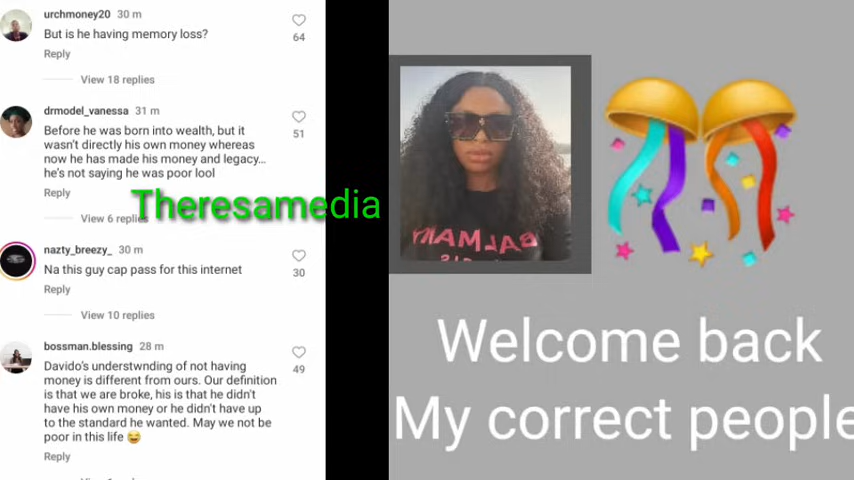 urchmoney20 30 m
But is he having memory loss?
64
Reply
View 18 replies
drmodel_vanessa 31 m
Before he was born into wealth, but it
wasn't directly his own money whereas
now he has made his money and legacy...
he's not saying he was poor lool
51
Reply
View 6 replies
nazty_breezy_ 30 m
Na this guy cap pass for this internet
30
Reply
View 10 replies
bossman.blessing 28 m
Davido's understwnding of not having
money is different from ours. Our definition
is that we are broke, his is that he didn't
have his own money or he didn't have up
to the standard he wanted. May we not be
poor in this life 😂
49
Reply
Theresamedia
BALMAIN
Welcome back
My correct people